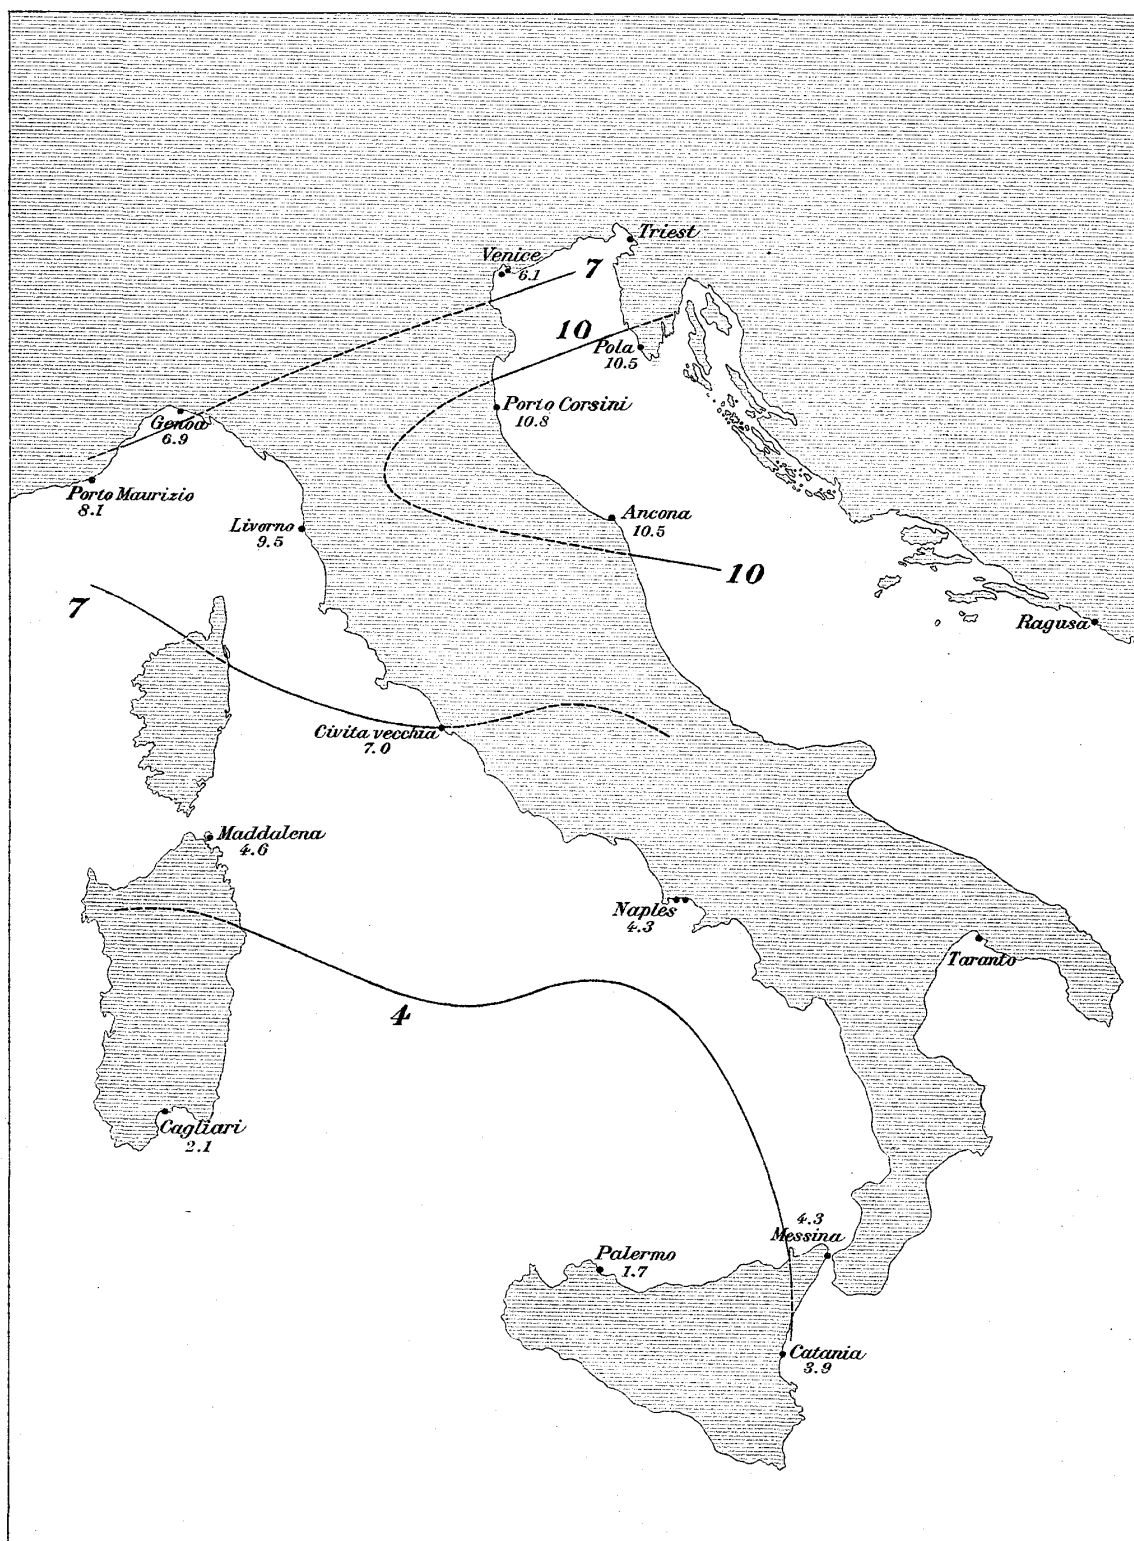 Triest
Venice
6.1
7
10
Pola
10.5
Porto Corsini
10.8
Genoa
6.9
Porto Maurizio
8.1
Livorno
9.5
Ancona
10.5
10
7
Ragusa
Civita vecchia
7.0
Maddalena
4.6
Naples
4.3
Taranto
4
Cagliari
2.1
4.3
Messina
Palermo
1.7
Catania
3.9